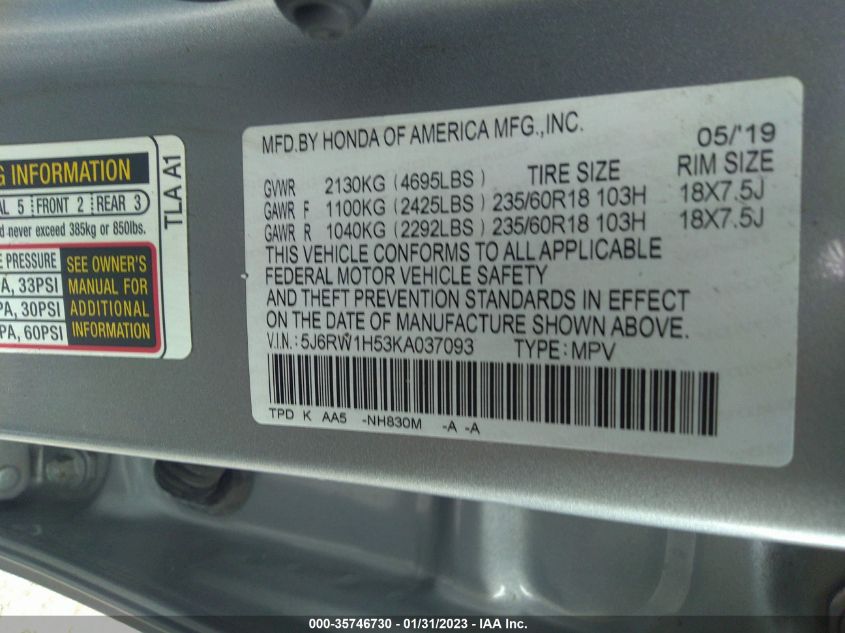 G INFORMATION
AL 5 FRONT 2 REAR 3
d never exceed 385kg or 850lbs.
E PRESSURE
A, 33PSI
PA, 30PSI
PA, 60PSI
SEE OWNER'S
MANUAL FOR
ADDITIONAL
INFORMATION
TLA A1
MFD.BY HONDA OF AMERICA MFG.,INC. 05/'19
TIRE SIZE RIM SIZE
GVWR 2130KG (4695LBS)
GAWR F 1100KG (2425LBS) 235/60R18 103H 18X7.5J
GAWR R 1040KG (2292LBS) 235/60R18 103H 18X7.5J
THIS VEHICLE CONFORMS TO ALL APPLICABLE
FEDERAL MOTOR VEHICLE SAFETY
AND THEFT PREVENTION STANDARDS IN EFFECT
ON THE DATE OF MANUFACTURE SHOWN ABOVE.
V.I.N.: 5J6RW1H53KA037093 TYPE: MPV
TPD K AA5 -NH830M -A -A
000-35746730 - 01/31/2023 - IAA Inc.